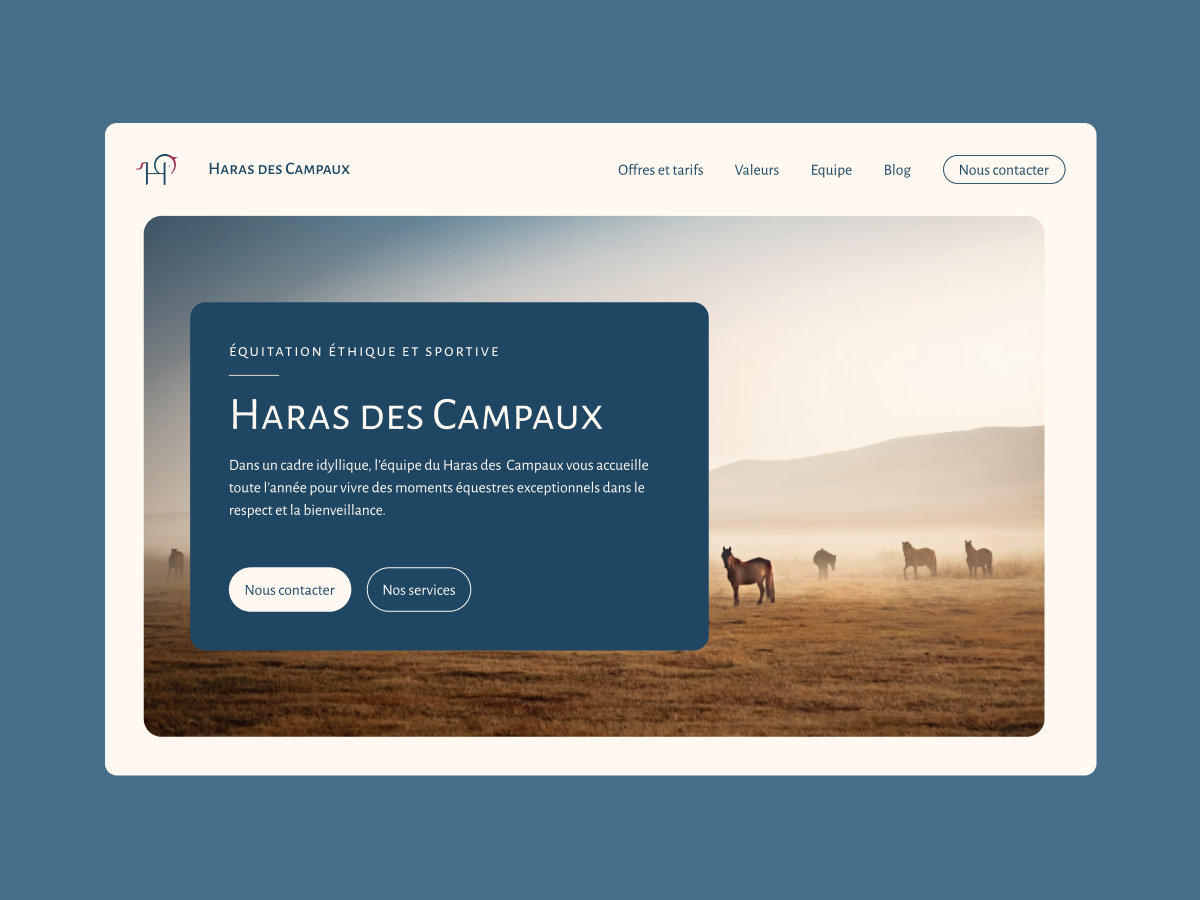 H
Haras des Campaux
Offres et tarifs
Valeurs
Equipe
Blog
Nous contacter
ÉQUITATION ÉTHIQUE ET SPORTIVE
Haras des Campaux
Dans un cadre idyllique, l'équipe du Haras des Campaux vous accueille
toute l'année pour vivre des moments équestres exceptionnels dans le
respect et la bienveillance.
Nous contacter
Nos services